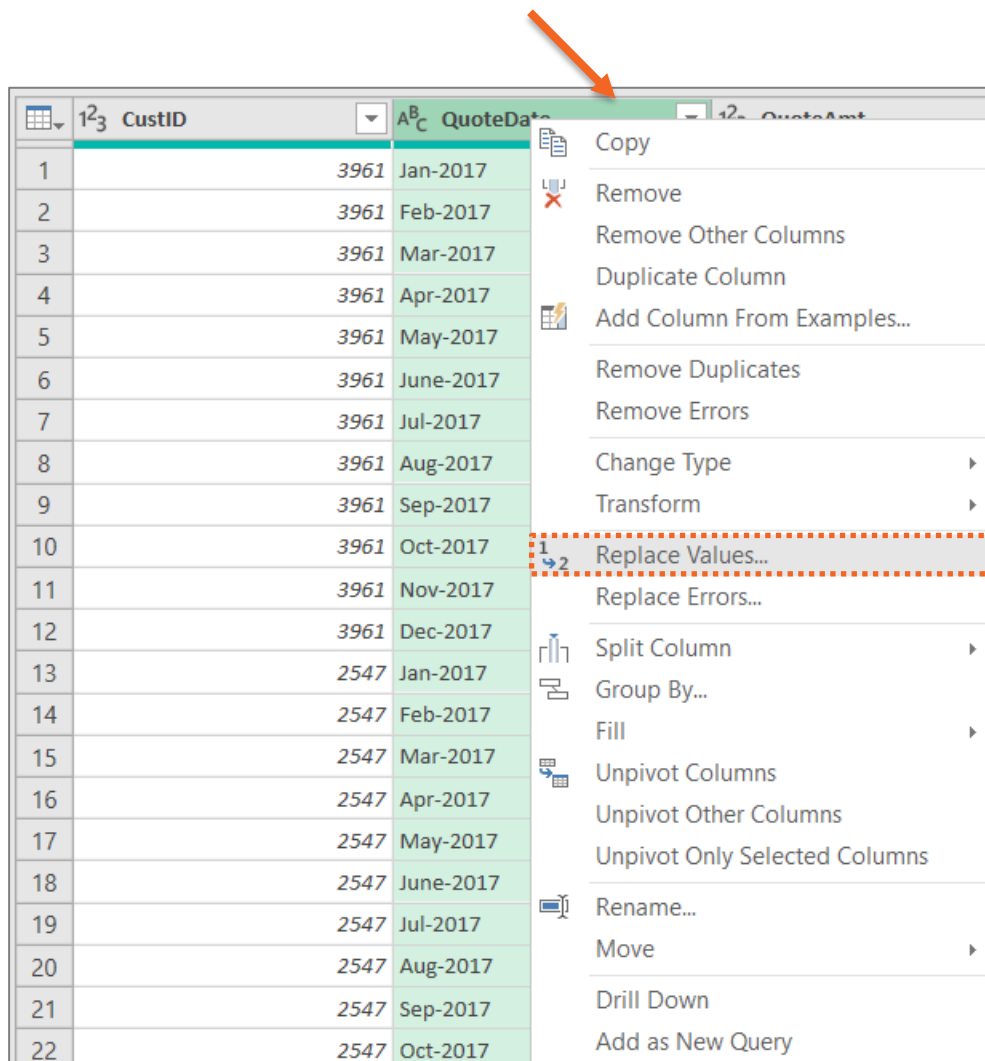 1²3 CustID
ABC QuoteDate
12 QuoteAmt
1 3961 Jan-2017
2 3961 Feb-2017
3 3961 Mar-2017
4 3961 Apr-2017
5 3961 May-2017
6 3961 June-2017
7 3961 Jul-2017
8 3961 Aug-2017
9 3961 Sep-2017
10 3961 Oct-2017
11 3961 Nov-2017
12 3961 Dec-2017
13 2547 Jan-2017
14 2547 Feb-2017
15 2547 Mar-2017
16 2547 Apr-2017
17 2547 May-2017
18 2547 June-2017
19 2547 Jul-2017
20 2547 Aug-2017
21 2547 Sep-2017
22 2547 Oct-2017
Copy
Remove
Remove Other Columns
Duplicate Column
Add Column From Examples...
Remove Duplicates
Remove Errors
Change Type
Transform
1 2 Replace Values...
Replace Errors...
Split Column
Group By...
Fill
Unpivot Columns
Unpivot Other Columns
Unpivot Only Selected Columns
Rename...
Move
Drill Down
Add as New Query